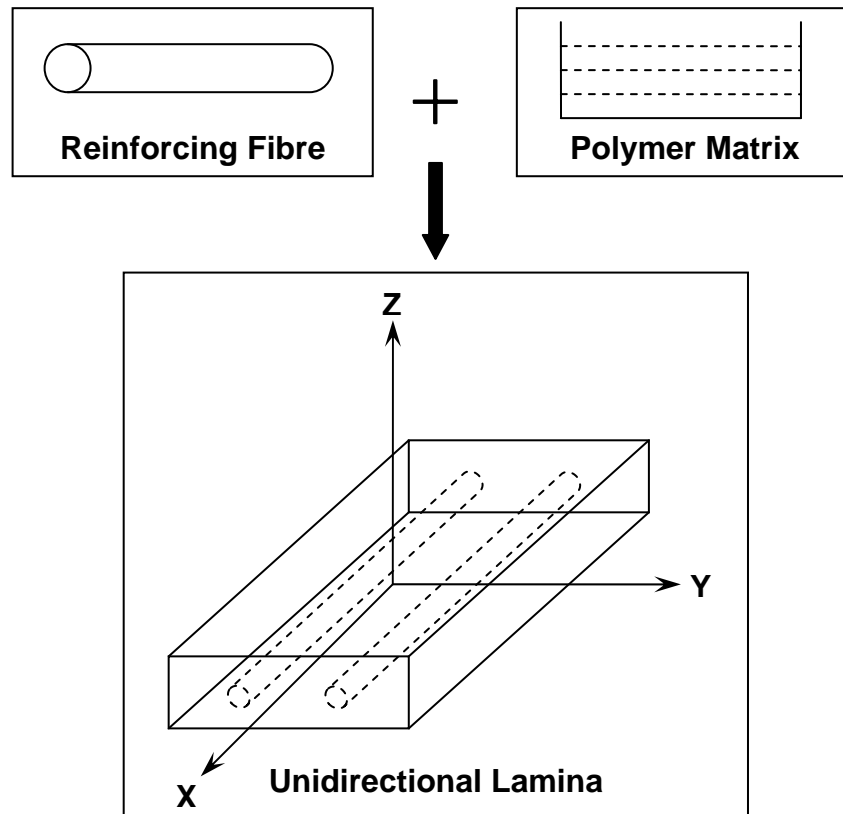 Reinforcing Fibre
+
Polymer Matrix
Z
Y
X
Unidirectional Lamina